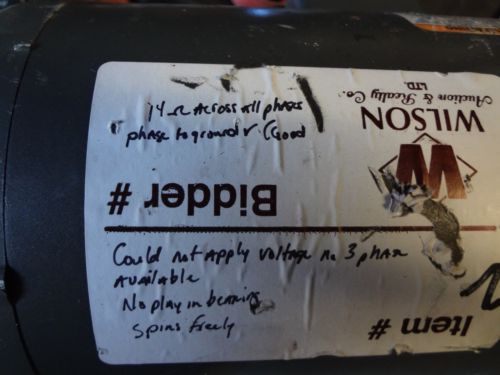 14 Ω Across all phases
phase to ground r Good
Could not Apply voltage no 3 phase
Available
No play in bearing
Spins freely
Item #
Bidder #
WILSON
Auction & Realty Co.,
LTD
W